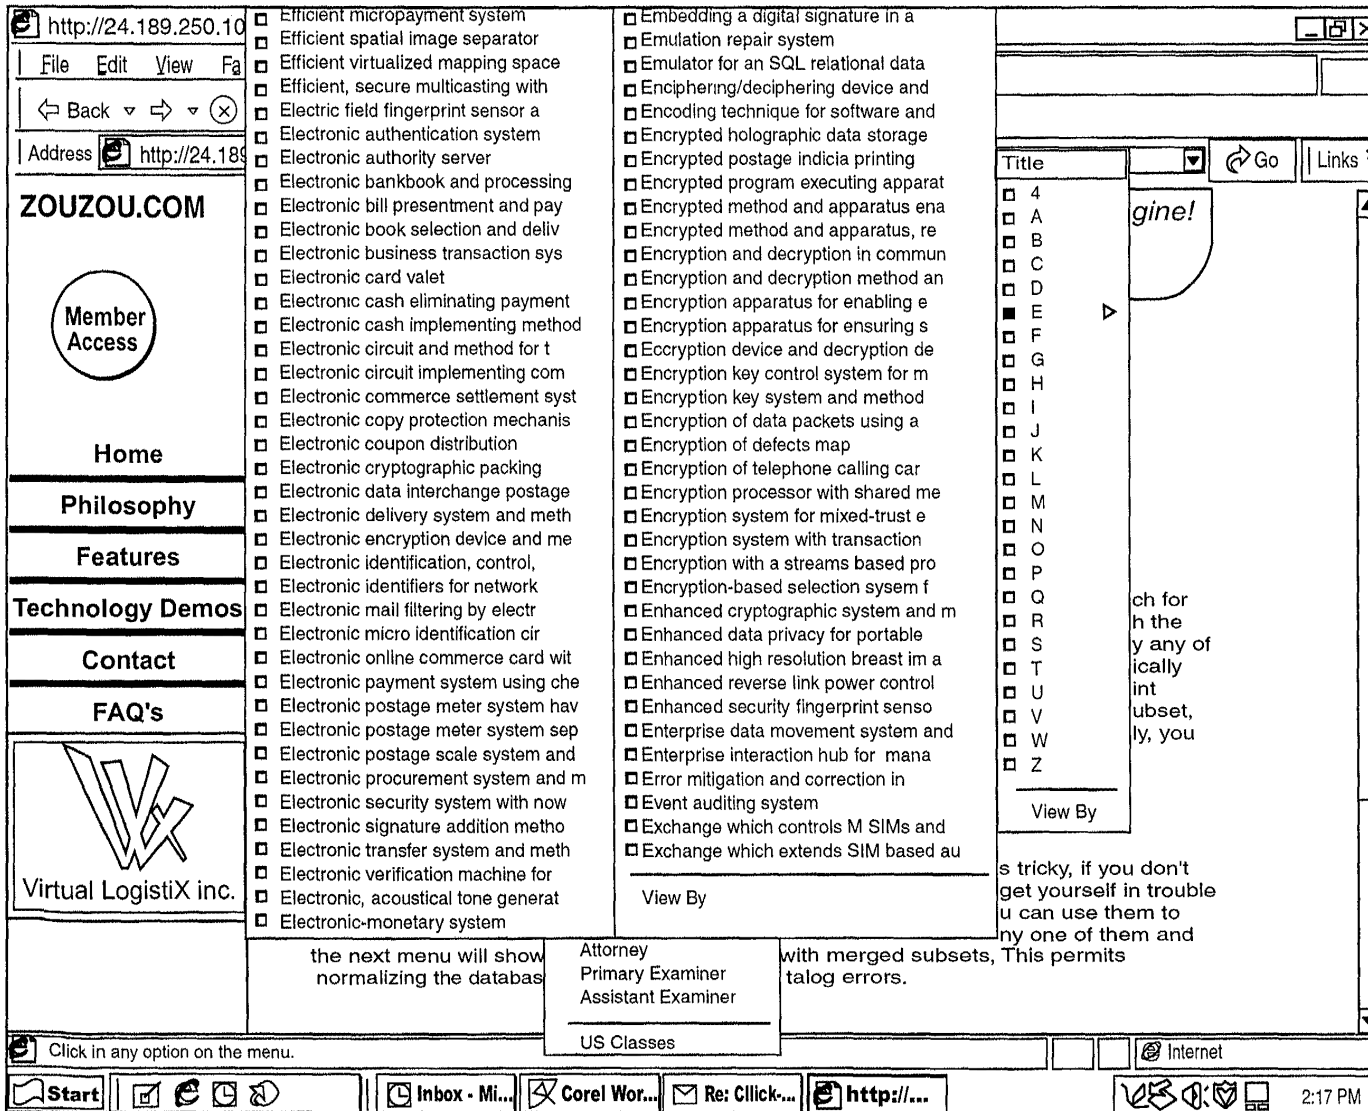 http://24.189.250.10
File Edit View Fa
Back
Address http://24.189
Go
Links
ZOUZOU.COM
Member
Access
Home
Philosophy
Features
Technology Demos
Contact
FAQ's
Virtual LogistiX inc.
Efficient micropayment system
Efficient spatial image separator
Efficient virtualized mapping space
Efficient, secure multicasting with
Electric field fingerprint sensor a
Electronic authentication system
Electronic authority server
Electronic bankbook and processing
Electronic bill presentment and pay
Electronic book selection and deliv
Electronic business transaction sys
Electronic card valet
Electronic cash eliminating payment
Electronic cash implementing method
Electronic circuit and method for t
Electronic circuit implementing com
Electronic commerce settlement syst
Electronic copy protection mechanis
Electronic coupon distribution
Electronic cryptographic packing
Electronic data interchange postage
Electronic delivery system and meth
Electronic encryption device and me
Electronic identification, control,
Electronic identifiers for network
Electronic mail filtering by electr
Electronic micro identification cir
Electronic online commerce card wit
Electronic payment system using che
Electronic postage meter system hav
Electronic postage meter system sep
Electronic postage scale system and
Electronic procurement system and m
Electronic security system with now
Electronic signature addition metho
Electronic transfer system and meth
Electronic verification machine for
Electronic, acoustical tone generat
Electronic-monetary system
Embedding a digital signature in a
Emulation repair system
Emulator for an SQL relational data
Enciphering/deciphering device and
Encoding technique for software and
Encrypted holographic data storage
Encrypted postage indicia printing
Encrypted program executing apparat
Encrypted method and apparatus ena
Encrypted method and apparatus, re
Encryption and decryption in commun
Encryption and decryption method an
Encryption apparatus for enabling e
Encryption apparatus for ensuring s
Eccryption device and decryption de
Encryption key control system for m
Encryption key system and method
Encryption of data packets using a
Encryption of defects map
Encryption of telephone calling car
Encryption processor with shared me
Encryption system for mixed-trust e
Encryption system with transaction
Encryption with a streams based pro
Encryption-based selection sysem f
Enhanced cryptographic system and m
Enhanced data privacy for portable
Enhanced high resolution breast im a
Enhanced reverse link power control
Enhanced security fingerprint senso
Enterprise data movement system and
Enterprise interaction hub for mana
Error mitigation and correction in
Event auditing system
Exchange which controls M SIMs and
Exchange which extends SIM based au
View By
Title
4
A
B
C
D
E
F
G
H
I
J
K
L
M
N
O
P
Q
R
S
T
U
V
W
Z
View By
gine!
ch for
h the
y any of
ically
int
ubset,
ly, you
s tricky, if you don't
get yourself in trouble
u can use them to
ny one of them and
the next menu will show with merged subsets, This permits
normalizing the databas talog errors.
Attorney
Primary Examiner
Assistant Examiner
US Classes
Click in any option on the menu.
Internet
Start Inbox - Mi... Corel Wor... Re: Cllick-... http://... 2:17 PM